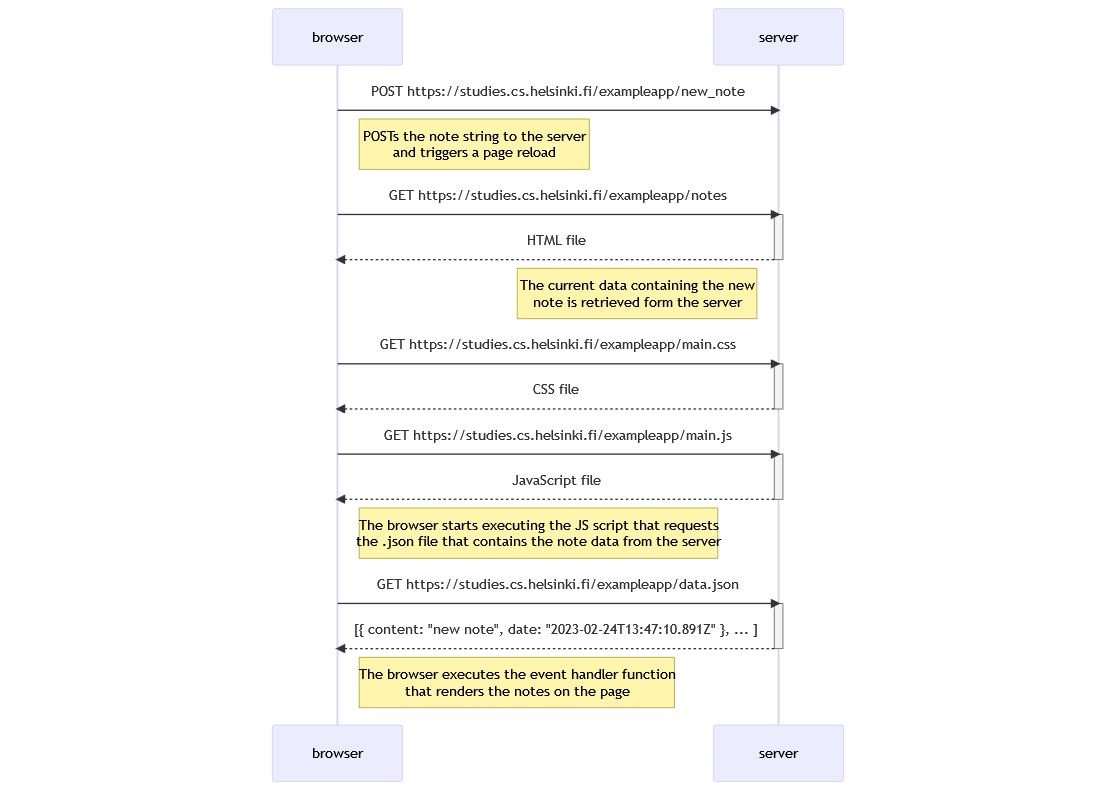 browser
server
POST https://studies.cs.helsinki.fi/exampleapp/new_note
POSTs the note string to the server
and triggers a page reload
GET https://studies.cs.helsinki.fi/exampleapp/notes
HTML file
The current data containing the new
note is retrieved form the server
GET https://studies.cs.helsinki.fi/exampleapp/main.css
CSS file
GET https://studies.cs.helsinki.fi/exampleapp/main.js
JavaScript file
The browser starts executing the JS script that requests
the .json file that contains the note data from the server
GET https://studies.cs.helsinki.fi/exampleapp/data.json
[{ content: "new note", date: "2023-02-24T13:47:10.891Z" }, ... ]
The browser executes the event handler function
that renders the notes on the page
browser
server